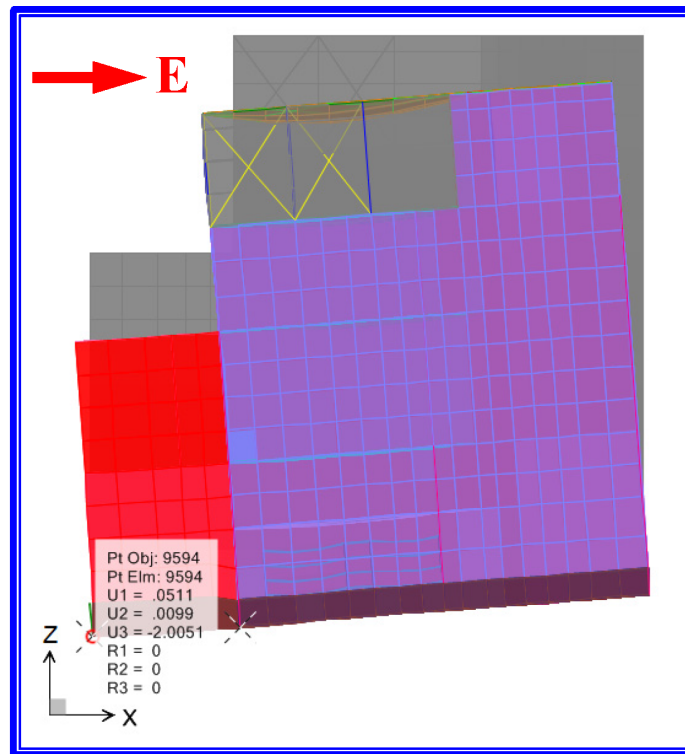 E
Pt Obj: 9594
Pt Elm: 9594
U1 = .0511
U2 = .0099
U3 = -2.0051
R1 = 0
R2 = 0
R3 = 0
Z
X